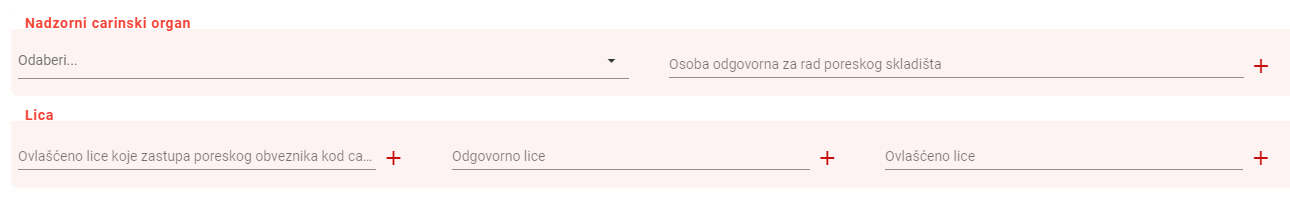 Nadzorni carinski organ
Odaberi...
Osoba odgovorna za rad poreskog skladišta
Lica
Ovlašćeno lice koje zastupa poreskog obveznika kod ca...
Odgovorno lice
Ovlašćeno lice